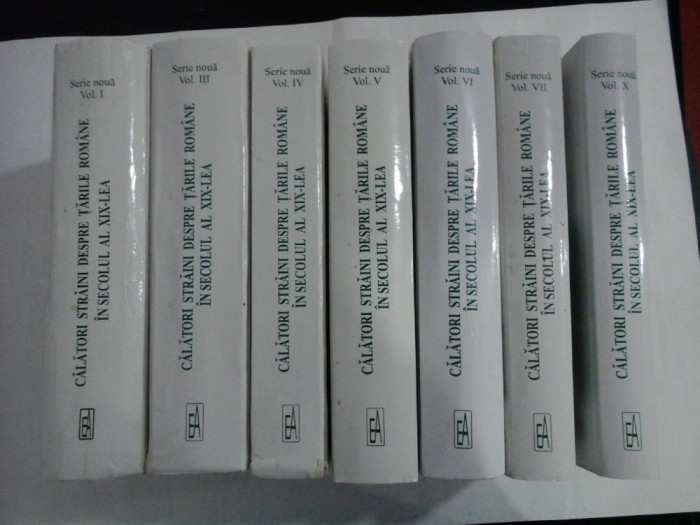 Serie nouă
Vol. I
CĂLĂTORI STRĂINI DESPRE ȚĂRILE ROMÂNE
ÎN SECOLUL AL XIX-LEA
Serie nouă
Vol. III
CĂLĂTORI STRĂINI DESPRE ȚĂRILE ROMÂNE
ÎN SECOLUL AL XIX-LEA
Serie nouă
Vol. IV
CĂLĂTORI STRĂINI DESPRE ȚĂRILE ROMÂNE
ÎN SECOLUL AL XIX-LEA
Serie nouă
Vol. V
CĂLĂTORI STRĂINI DESPRE ȚĂRILE ROMÂNE
ÎN SECOLUL AL XIX-LEA
Serie nouă
Vol. VI
CĂLĂTORI STRĂINI DESPRE ȚĂRILE ROMÂNE
ÎN SECOLUL AL XIX-LEA
Serie nouă
Vol. VII
CĂLĂTORI STRĂINI DESPRE ȚĂRILE ROMÂNE
ÎN SECOLUL AL XIX-LEA
Serie nouă
Vol. X
CĂLĂTORI STRĂINI DESPRE ȚĂRILE ROMÂNE
ÎN SECOLUL AL XIX-LEA